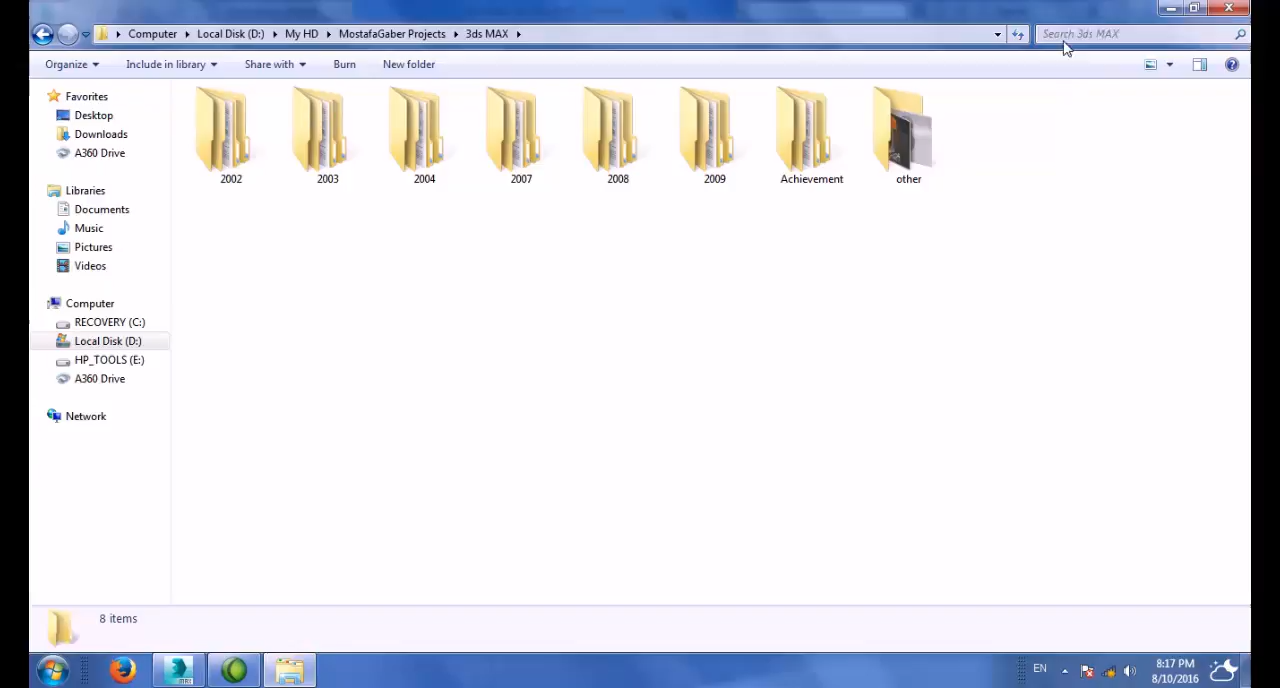 Computer Local Disk (D:) My HD MostafaGaber Projects 3ds MAX
Search 3ds MAX
Organize Include in library Share with Burn New folder
Favorites
Desktop
Downloads
A360 Drive
Libraries
Documents
Music
Pictures
Videos
Computer
RECOVERY (C:)
Local Disk (D:)
HP_TOOLS (E:)
A360 Drive
Network
2002 2003 2004 2007 2008 2009 Achievement other
8 items
MAX
EN
8:17 PM
8/10/2016